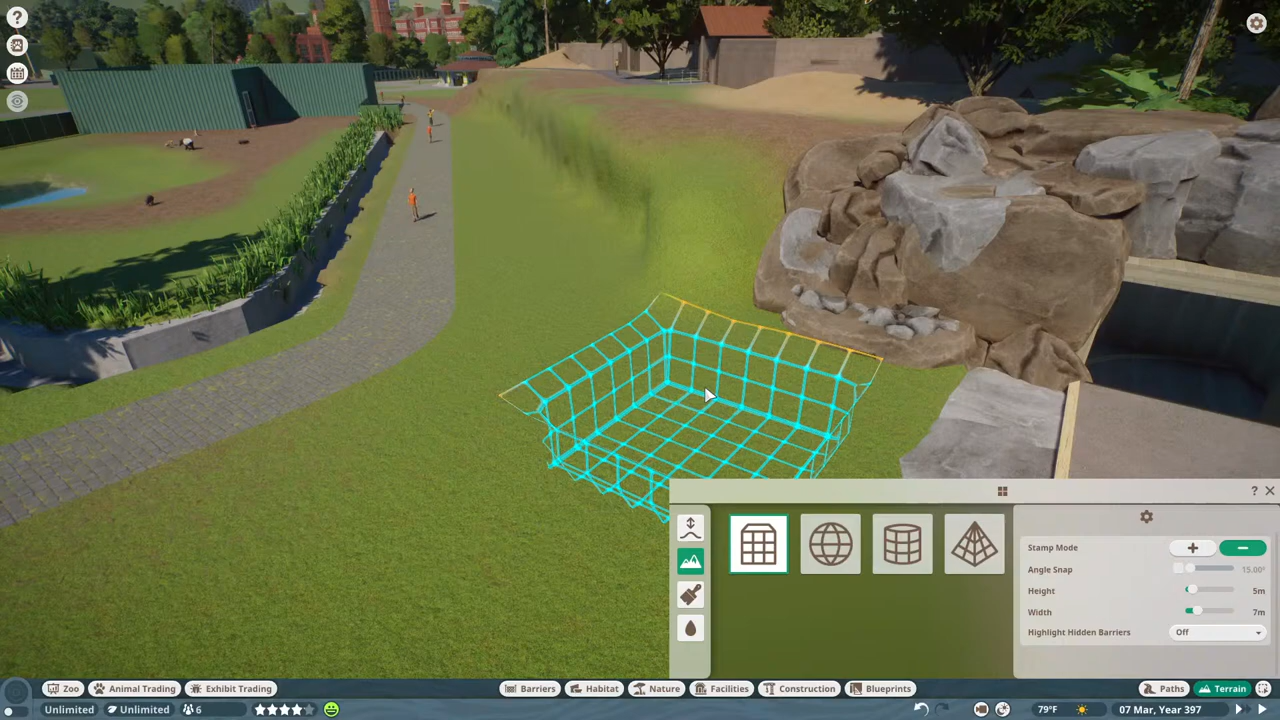 ?
? ×
Stamp Mode + −
Angle Snap 15.00°
Height 5m
Width 7m
Highlight Hidden Barriers Off
Zoo Animal Trading Exhibit Trading Barriers Habitat Nature Facilities Construction Blueprints Paths Terrain
Unlimited Unlimited 6 79°F 07 Mar, Year 397